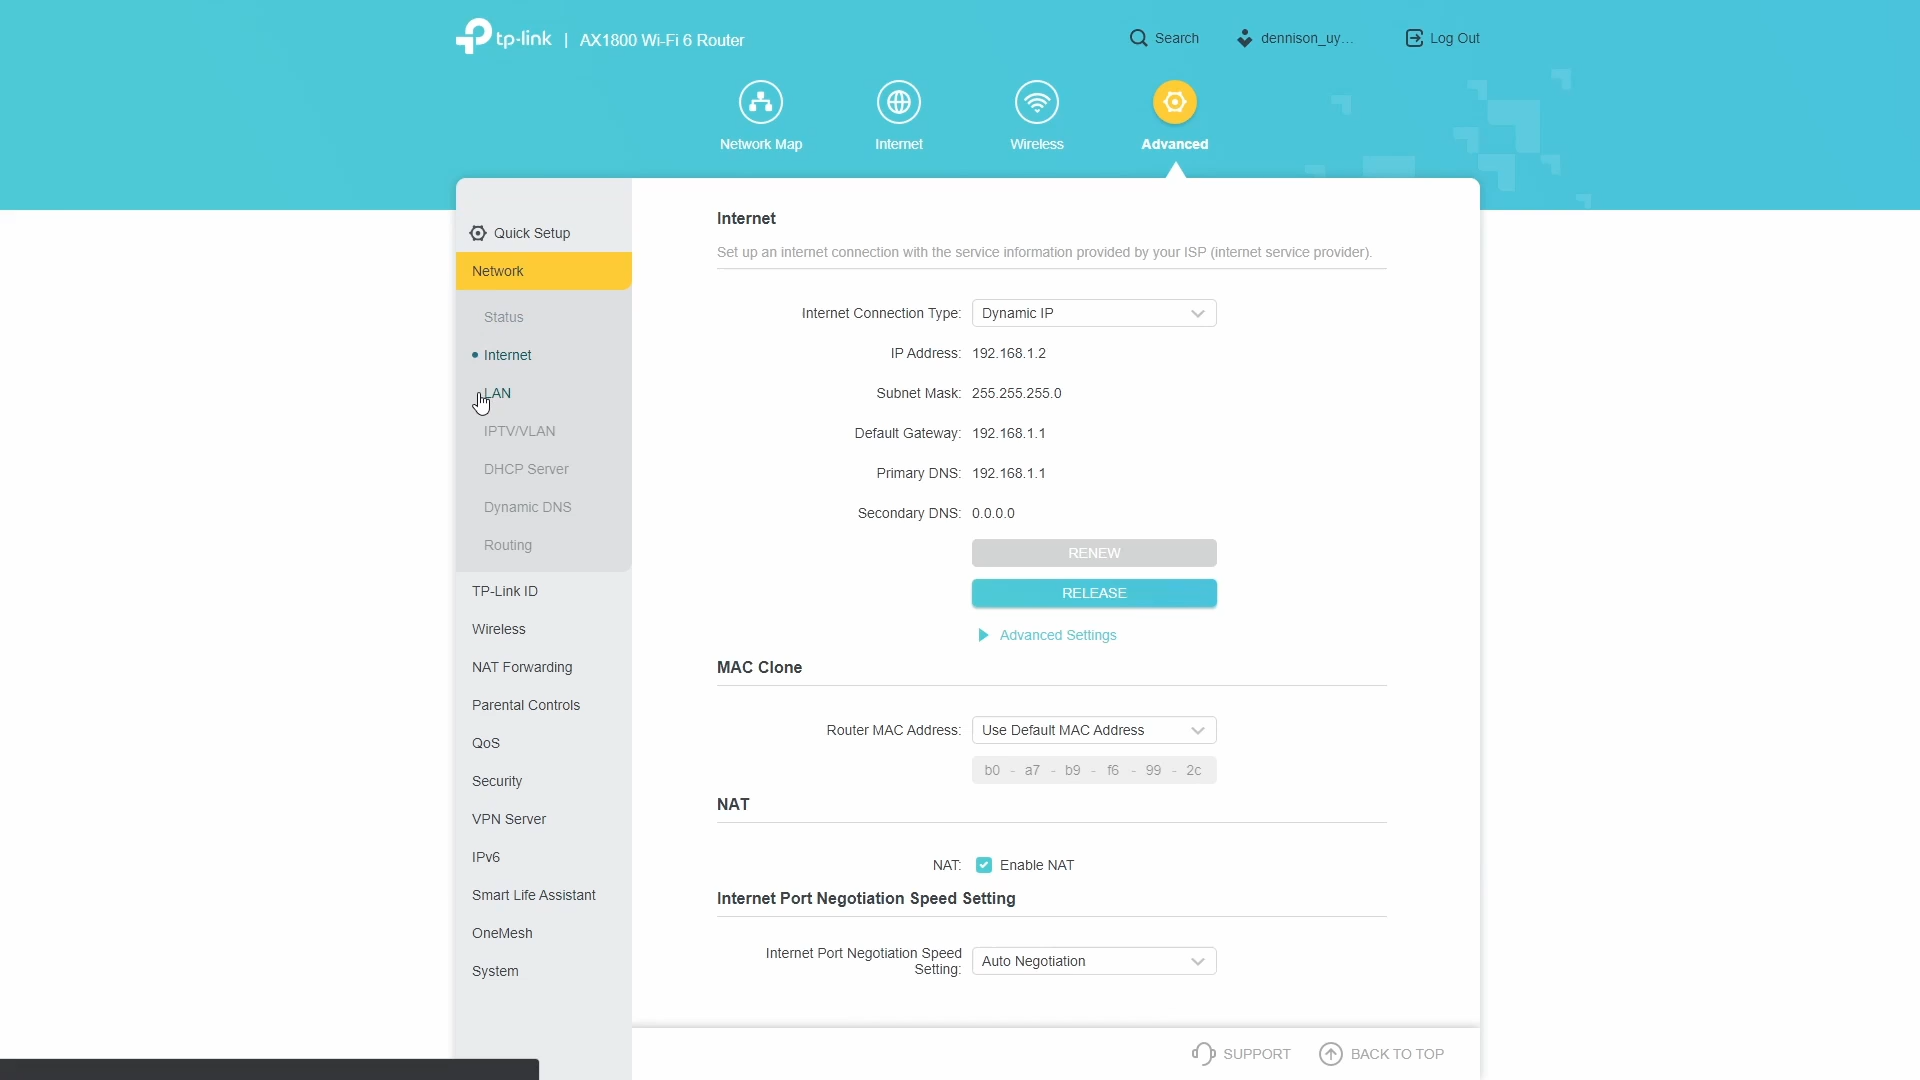 tp-link | AX1800 Wi-Fi 6 Router
Search
dennison_uy...
Log Out
Network Map
Internet
Wireless
Advanced
Quick Setup
Network
Status
Internet
LAN
IPTV/VLAN
DHCP Server
Dynamic DNS
Routing
TP-Link ID
Wireless
NAT Forwarding
Parental Controls
QoS
Security
VPN Server
IPv6
Smart Life Assistant
OneMesh
System
Internet
Set up an internet connection with the service information provided by your ISP (internet service provider).
Internet Connection Type: Dynamic IP
IP Address: 192.168.1.2
Subnet Mask: 255.255.255.0
Default Gateway: 192.168.1.1
Primary DNS: 192.168.1.1
Secondary DNS: 0.0.0.0
RENEW
RELEASE
Advanced Settings
MAC Clone
Router MAC Address: Use Default MAC Address
b0 - a7 - b9 - f6 - 99 - 2c
NAT
NAT: Enable NAT
Internet Port Negotiation Speed Setting
Internet Port Negotiation Speed
Setting: Auto Negotiation
SUPPORT
BACK TO TOP